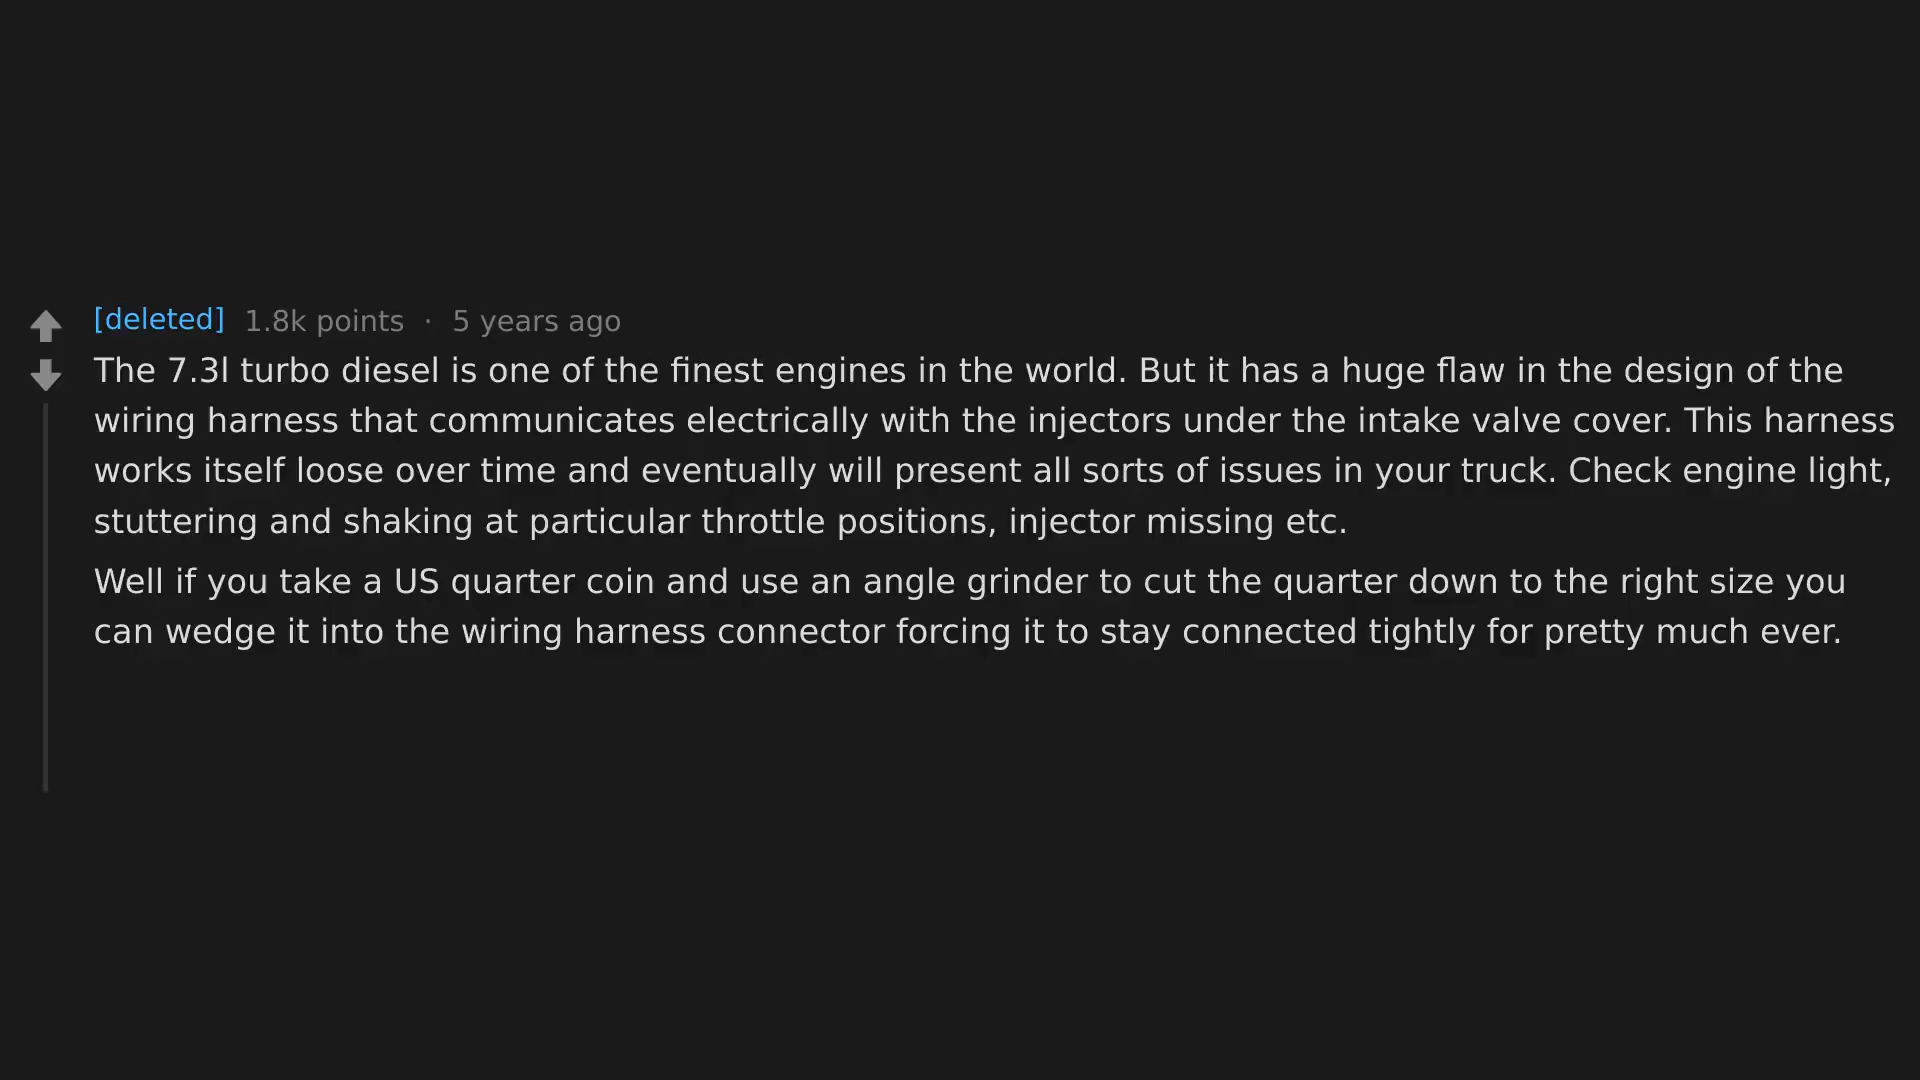 [deleted] 1.8k points · 5 years ago
The 7.3l turbo diesel is one of the finest engines in the world. But it has a huge flaw in the design of the
wiring harness that communicates electrically with the injectors under the intake valve cover. This harness
works itself loose over time and eventually will present all sorts of issues in your truck. Check engine light,
stuttering and shaking at particular throttle positions, injector missing etc.
Well if you take a US quarter coin and use an angle grinder to cut the quarter down to the right size you
can wedge it into the wiring harness connector forcing it to stay connected tightly for pretty much ever.